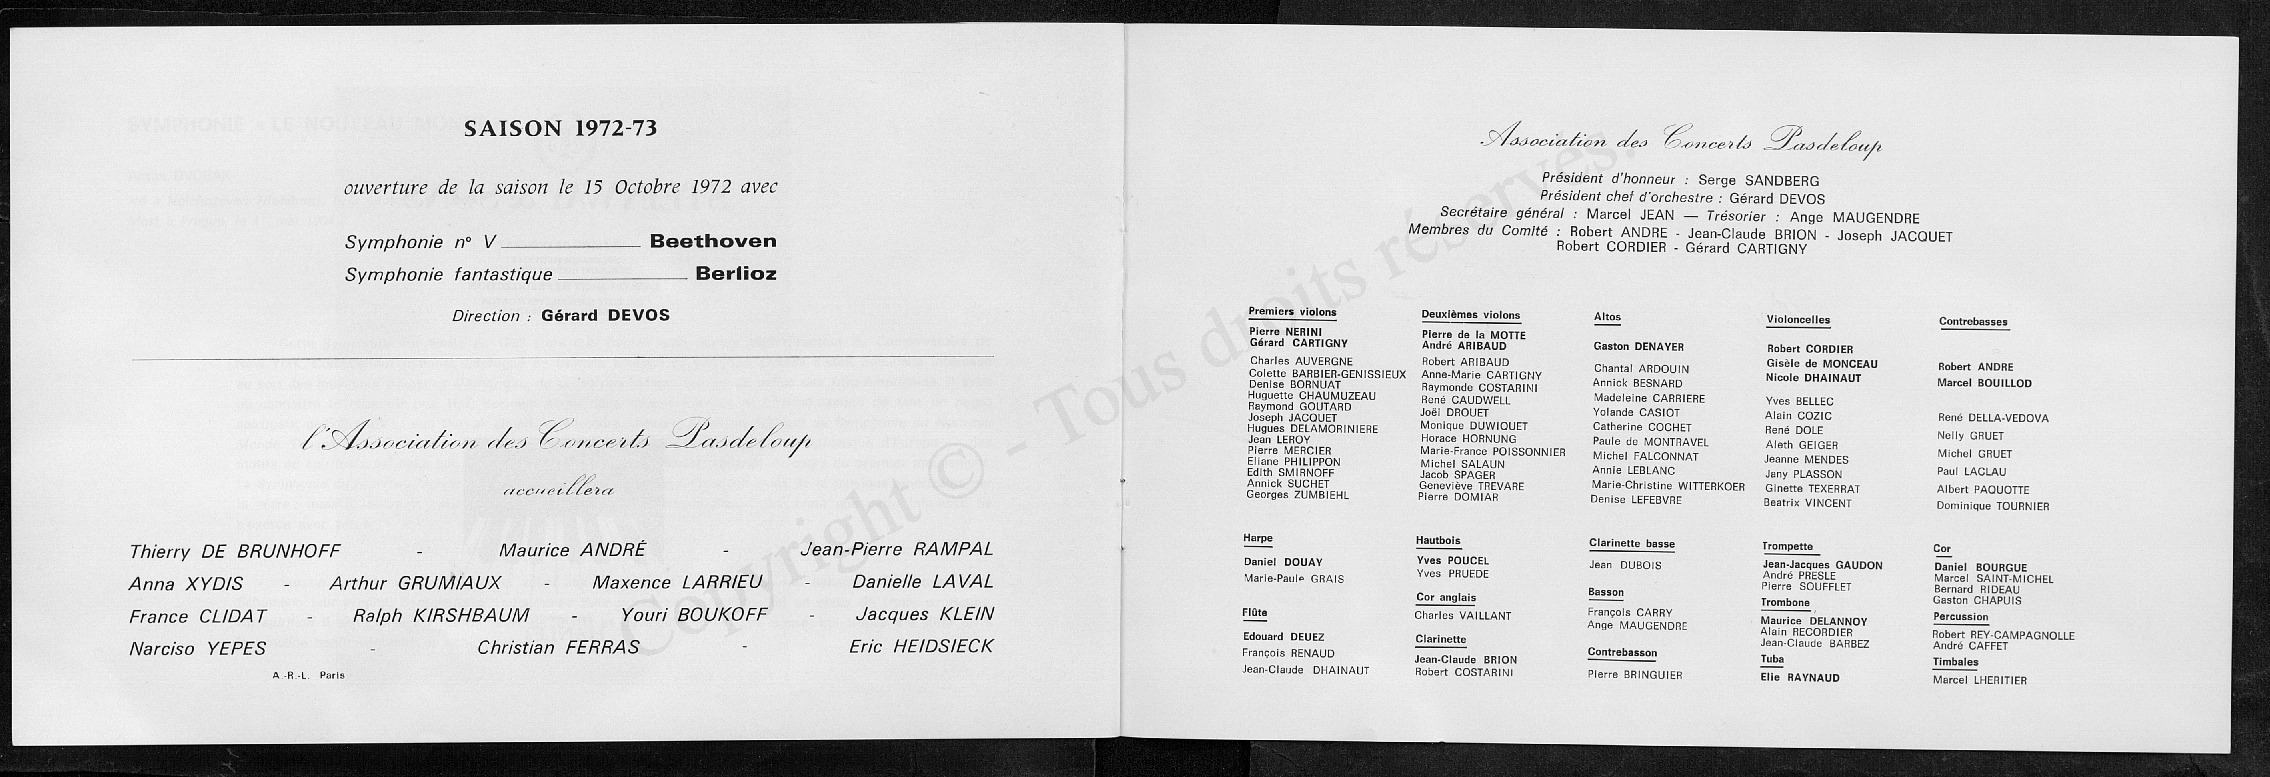 SAISON 1972-73
ouverture de la saison le 15 Octobre 1972 avec
Symphonie n° V Beethoven
Symphonie fantastique Berlioz
Direction : Gérard DEVOS
l'Association des Concerts Pasdeloup
accueillera
Thierry DE BRUNHOFF - Maurice ANDRÉ - Jean-Pierre RAMPAL
Anna XYDIS - Arthur GRUMIAUX - Maxence LARRIEU - Danielle LAVAL
France CLIDAT - Ralph KIRSHBAUM - Youri BOUKOFF - Jacques KLEIN
Narciso YEPES - Christian FERRAS - Eric HEIDSIECK
A.-R.-L. Paris
Association des Concerts Pasdeloup
Président d'honneur : Serge SANDBERG
Président chef d'orchestre : Gérard DEVOS
Secrétaire général : Marcel JEAN — Trésorier : Ange MAUGENDRE
Membres du Comité : Robert ANDRE - Jean-Claude BRION - Joseph JACQUET
Robert CORDIER - Gérard CARTIGNY
Premiers violons
Pierre NERINI
Gérard CARTIGNY
Charles AUVERGNE
Colette BARBIER-GENISSIEUX
Denise BORNUAT
Huguette CHAUMUZEAU
Raymond GOUTARD
Joseph JACQUET
Hugues DELAMORINIERE
Jean LEROY
Pierre MERCIER
Eliane PHILIPPON
Edith SMIRNOFF
Annick SUCHET
Georges ZUMBIEHL
Deuxièmes violons
Pierre de la MOTTE
André ARIBAUD
Robert ARIBAUD
Anne-Marie CARTIGNY
Raymonde COSTARINI
René CAUDWELL
Joël DROUET
Monique DUWIQUET
Horace HORNUNG
Marie-France POISSONNIER
Michel SALAUN
Jacob SPAGER
Geneviève TREVARE
Pierre DOMIAR
Altos
Gaston DENAYER
Chantal ARDOUIN
Annick BESNARD
Madeleine CARRIERE
Yolande CASIOT
Catherine COCHET
Paule de MONTRAVEL
Michel FALCONNAT
Annie LEBLANC
Marie-Christine WITTERKOER
Denise LEFEBVRE
Violoncelles
Robert CORDIER
Gisèle de MONCEAU
Nicole DHAINAUT
Yves BELLEC
Alain COZIC
René DOLE
Aleth GEIGER
Jeanne MENDES
Jany PLASSON
Ginette TEXERRAT
Beatrix VINCENT
Contrebasses
Robert ANDRE
Marcel BOUILLOD
René DELLA-VEDOVA
Nelly GRUET
Michel GRUET
Paul LACLAU
Albert PAQUOTTE
Dominique TOURNIER
Harpe
Daniel DOUAY
Marie-Paule GRAIS
Flûte
Edouard DEUEZ
François RENAUD
Jean-Claude DHAINAUT
Hautbois
Yves POUCEL
Yves PRUEDE
Cor anglais
Charles VAILLANT
Clarinette
Jean-Claude BRION
Robert COSTARINI
Clarinette basse
Jean DUBOIS
Basson
François CARRY
Ange MAUGENDRE
Contrebasson
Pierre BRINGUIER
Trompette
Jean-Jacques GAUDON
André PRESLE
Pierre SOUFFLET
Trombone
Maurice DELANNOY
Alain RECORDIER
Jean-Claude BARBEZ
Tuba
Elie RAYNAUD
Cor
Daniel BOURGUE
Marcel SAINT-MICHEL
Bernard RIDEAU
Gaston CHAPUIS
Percussion
Robert REY-CAMPAGNOLLE
André CAFFET
Timbales
Marcel LHERITIER
Copyright © - Tous droits réservés.